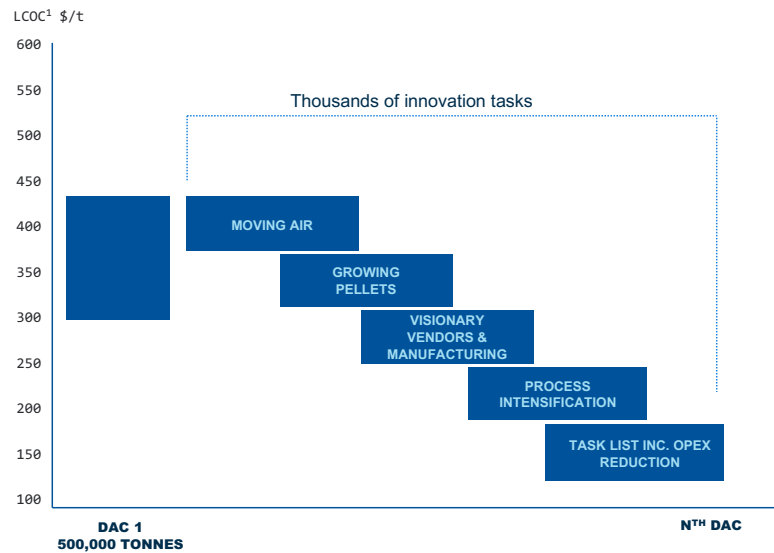 LCOC¹ $/t
600
550
500
450
400
350
300
250
200
150
100
Thousands of innovation tasks
MOVING AIR
GROWING
PELLETS
VISIONARY
VENDORS &
MANUFACTURING
PROCESS
INTENSIFICATION
TASK LIST INC. OPEX
REDUCTION
DAC 1
500,000 TONNES
NTH DAC